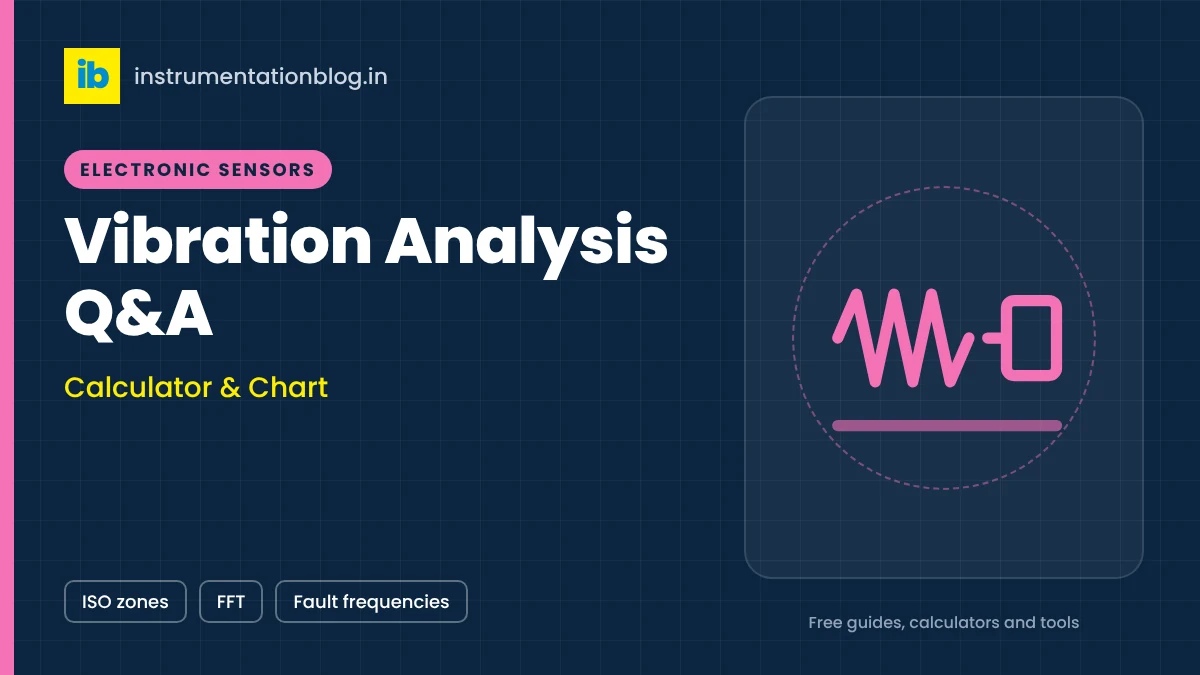 ib
instrumentationblog.in
ELECTRONIC SENSORS
Vibration Analysis
Q&A
Calculator & Chart
ISO zones
FFT
Fault frequencies
Free guides, calculators and tools